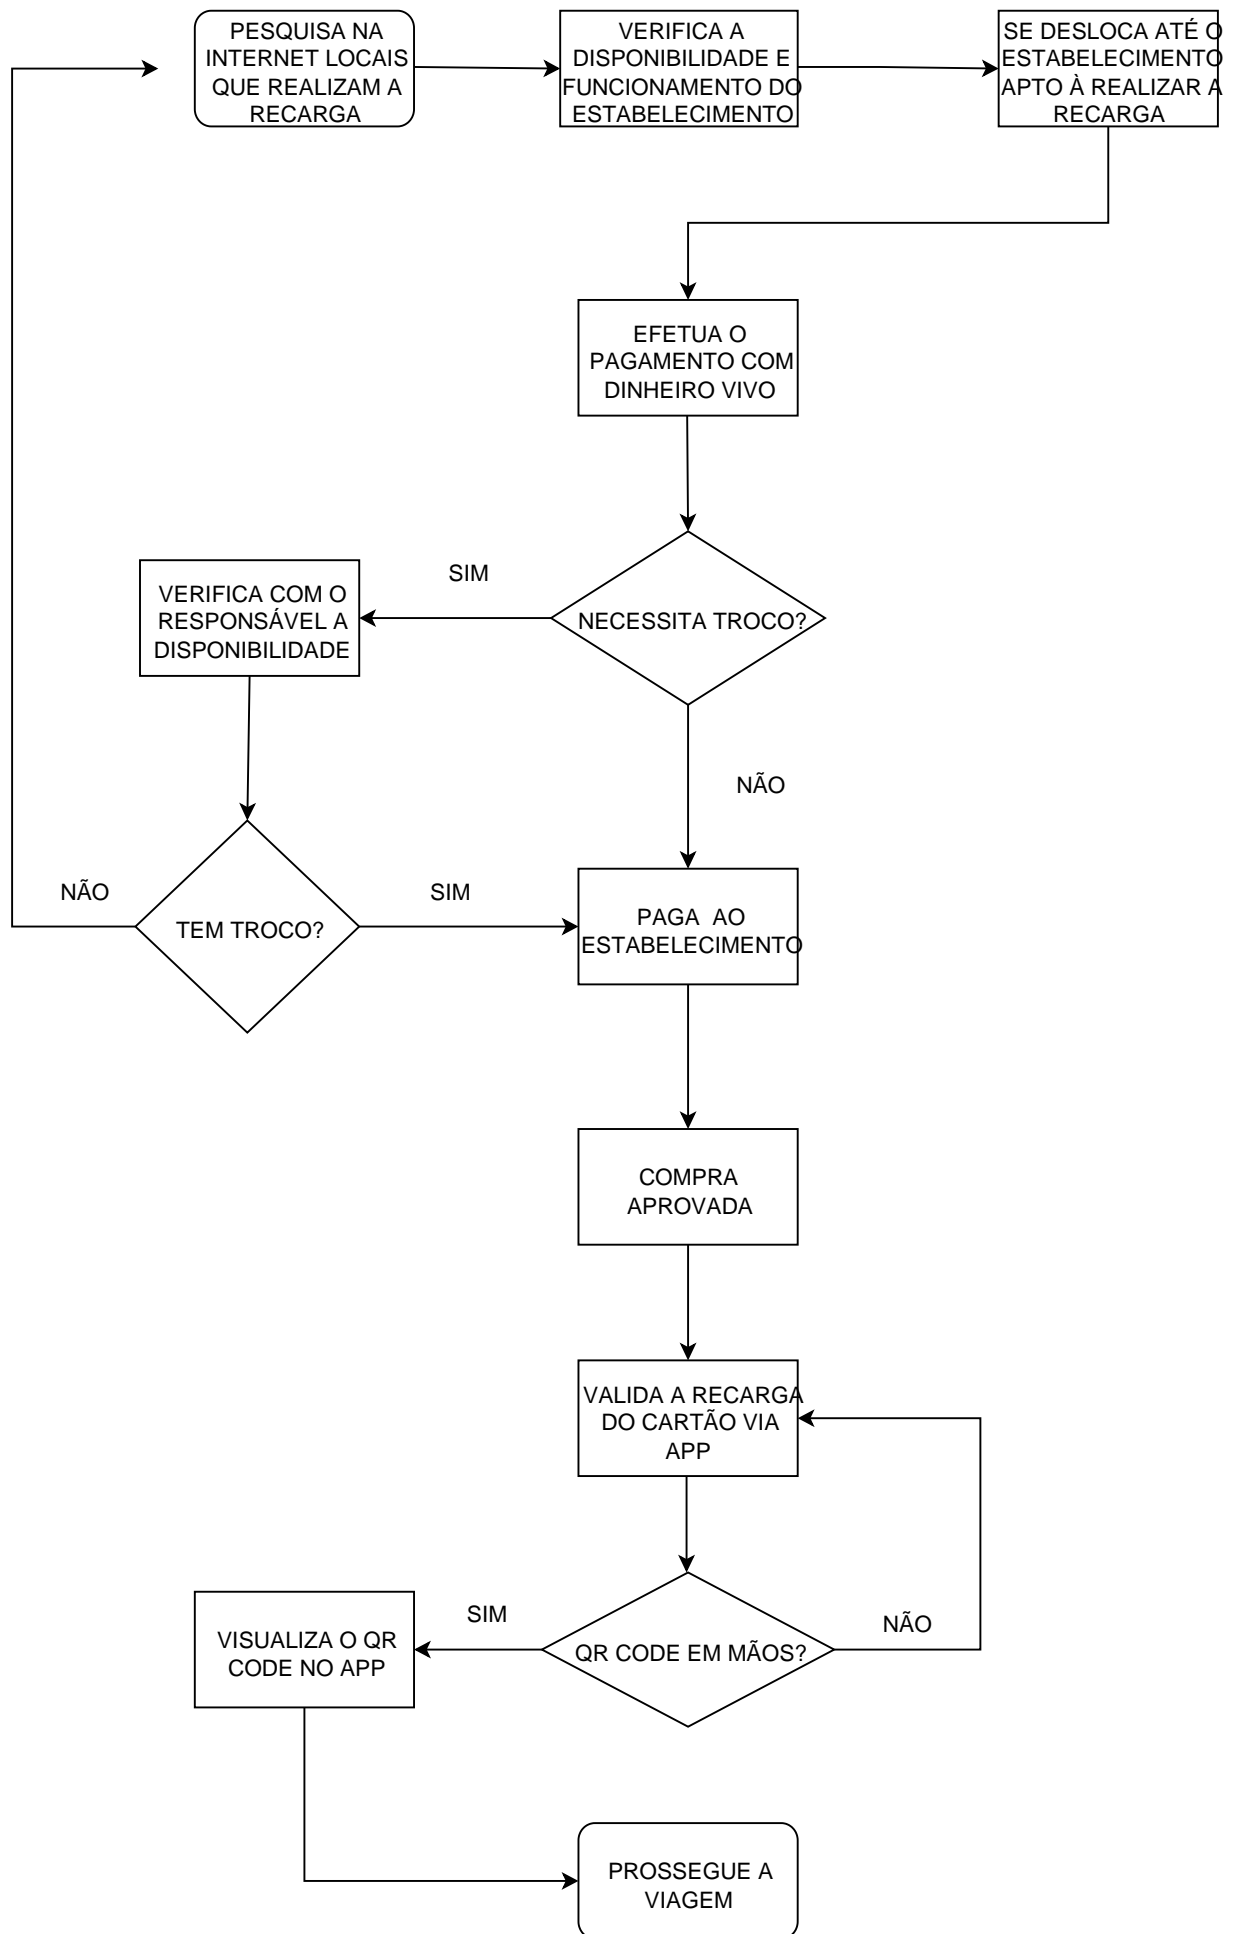 PESQUISA NA
INTERNET LOCAIS
QUE REALIZAM A
RECARGA
VERIFICA A
DISPONIBILIDADE E
FUNCIONAMENTO DO
ESTABELECIMENTO
SE DESLOCA ATÉ O
ESTABELECIMENTO
APTO À REALIZAR A
RECARGA
EFETUA O
PAGAMENTO COM
DINHEIRO VIVO
NECESSITA TROCO?
SIM
VERIFICA COM O
RESPONSÁVEL A
DISPONIBILIDADE
NÃO
TEM TROCO?
NÃO
SIM
PAGA AO
ESTABELECIMENTO
COMPRA
APROVADA
VALIDA A RECARGA
DO CARTÃO VIA
APP
QR CODE EM MÃOS?
NÃO
SIM
VISUALIZA O QR
CODE NO APP
PROSSEGUE A
VIAGEM